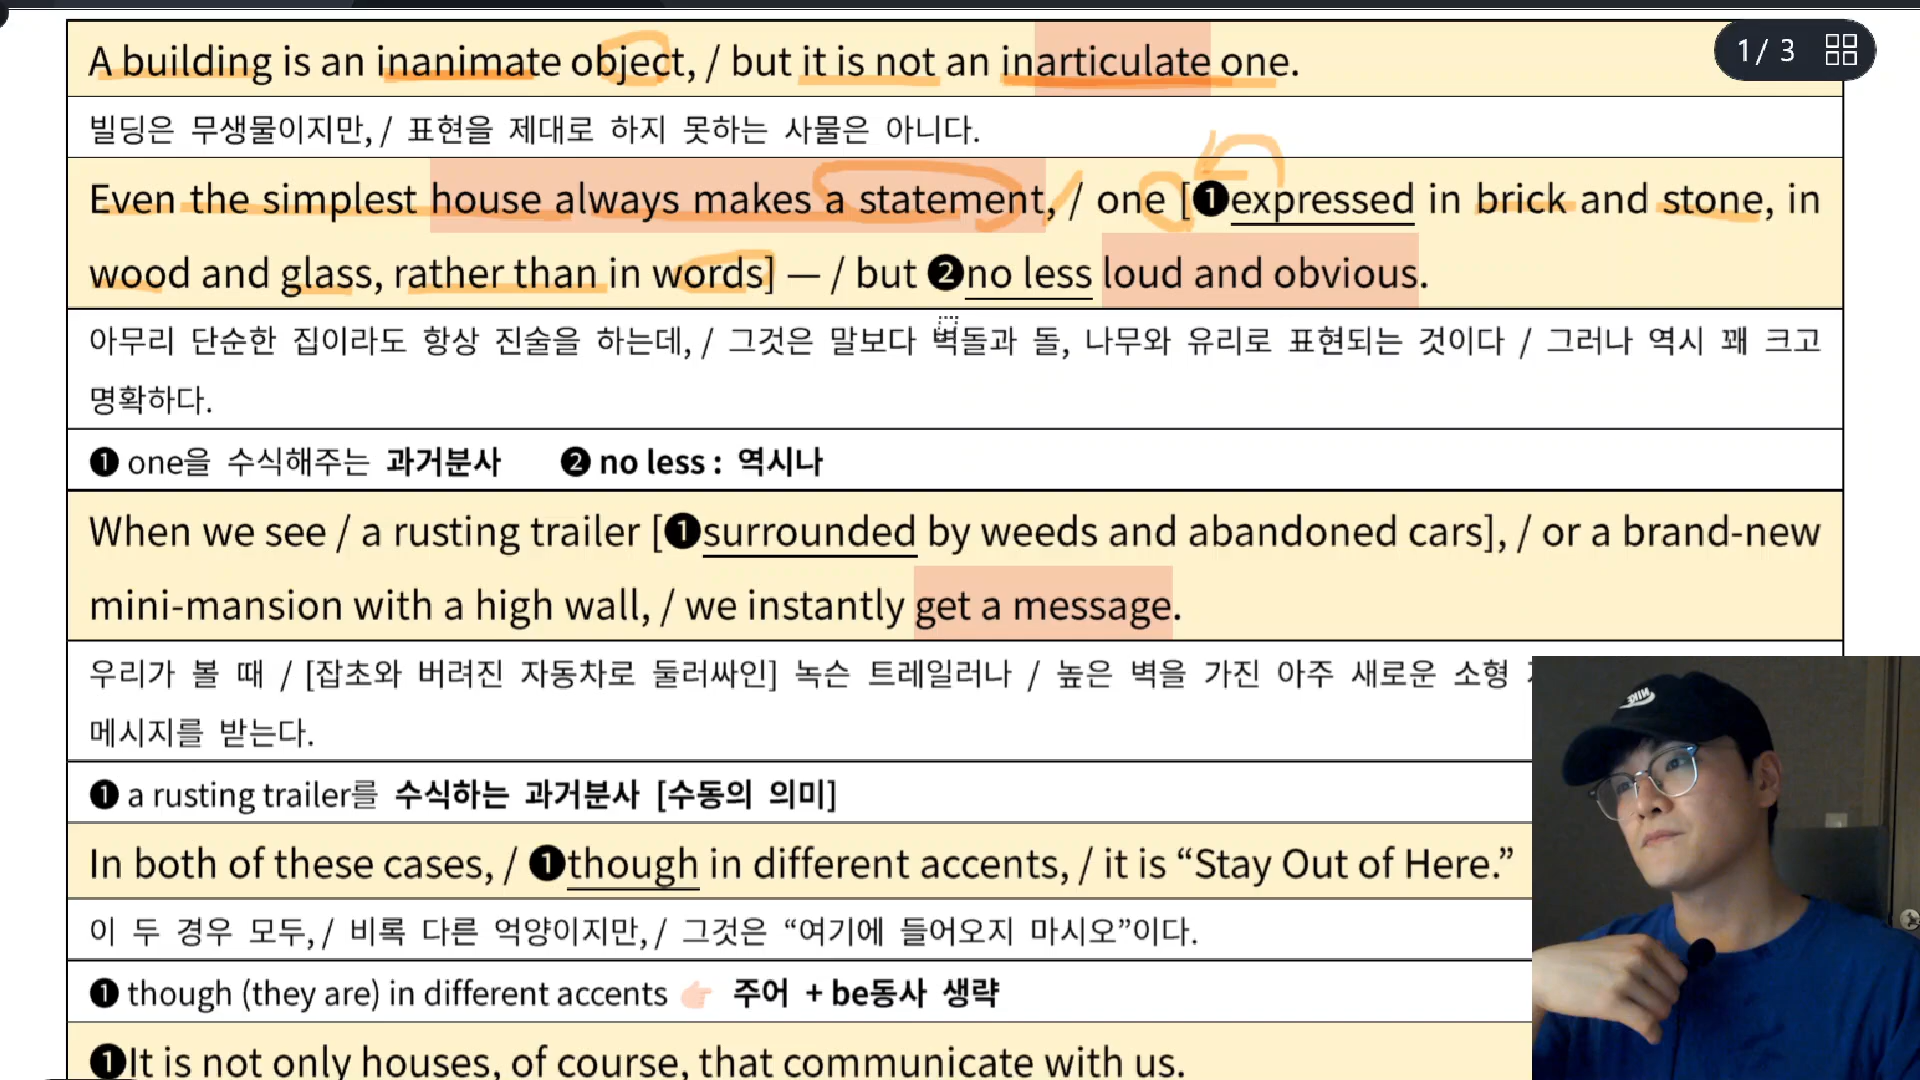 1 / 3
A building is an inanimate object, / but it is not an inarticulate one.
빌딩은 무생물이지만, / 표현을 제대로 하지 못하는 사물은 아니다.
Even the simplest house always makes a statement, / one [❶expressed in brick and stone, in
wood and glass, rather than in words] — / but ❷no less loud and obvious.
아무리 단순한 집이라도 항상 진술을 하는데, / 그것은 말보다 벽돌과 돌, 나무와 유리로 표현되는 것이다 / 그러나 역시 꽤 크고
명확하다.
❶ one을 수식해주는 과거분사 ❷ no less : 역시나
When we see / a rusting trailer [❶surrounded by weeds and abandoned cars], / or a brand-new
mini-mansion with a high wall, / we instantly get a message.
우리가 볼 때 / [잡초와 버려진 자동차로 둘러싸인] 녹슨 트레일러나 / 높은 벽을 가진 아주 새로운 소형
메시지를 받는다.
❶ a rusting trailer를 수식하는 과거분사 [수동의 의미]
In both of these cases, / ❶though in different accents, / it is “Stay Out of Here.”
이 두 경우 모두, / 비록 다른 억양이지만, / 그것은 “여기에 들어오지 마시오”이다.
❶ though (they are) in different accents 👉 주어 + be동사 생략
❶It is not only houses, of course, that communicate with us.
NIKE